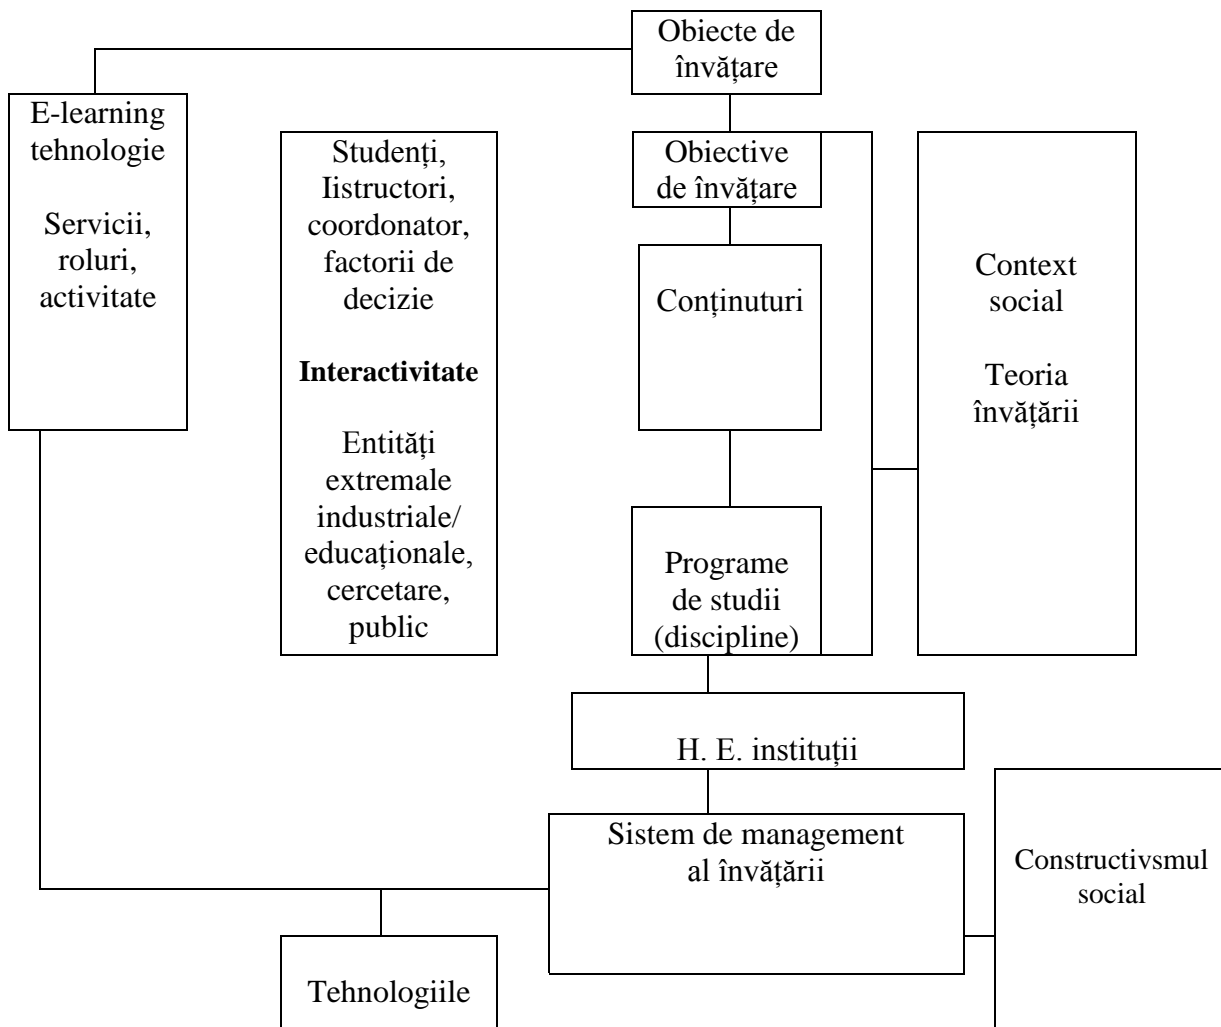 Obiecte de
învățare
E-learning
tehnologie
Servicii,
roluri,
activitate
Studenți,
Iistructori,
coordonator,
factorii de
decizie
Interactivitate
Entități
extremale
industriale/
educaționale,
cercetare,
public
Obiective
de învățare
Conținuturi
Programe
de studii
(discipline)
Context
social
Teoria
învățării
H. E. instituții
Sistem de management
al învățării
Constructivsmul
social
Tehnologiile